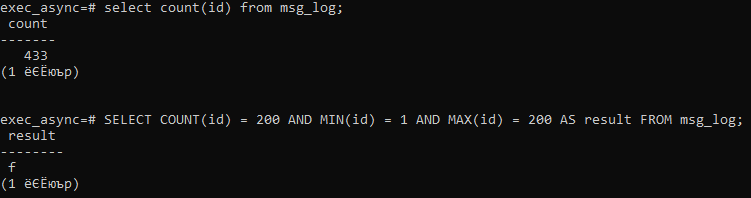 exec_async=# select count(id) from msg_log;
count
-------
433
(1 ёЄЁюър)
exec_async=# SELECT COUNT(id) = 200 AND MIN(id) = 1 AND MAX(id) = 200 AS result FROM msg_log;
result
--------
f
(1 ёЄЁюър)